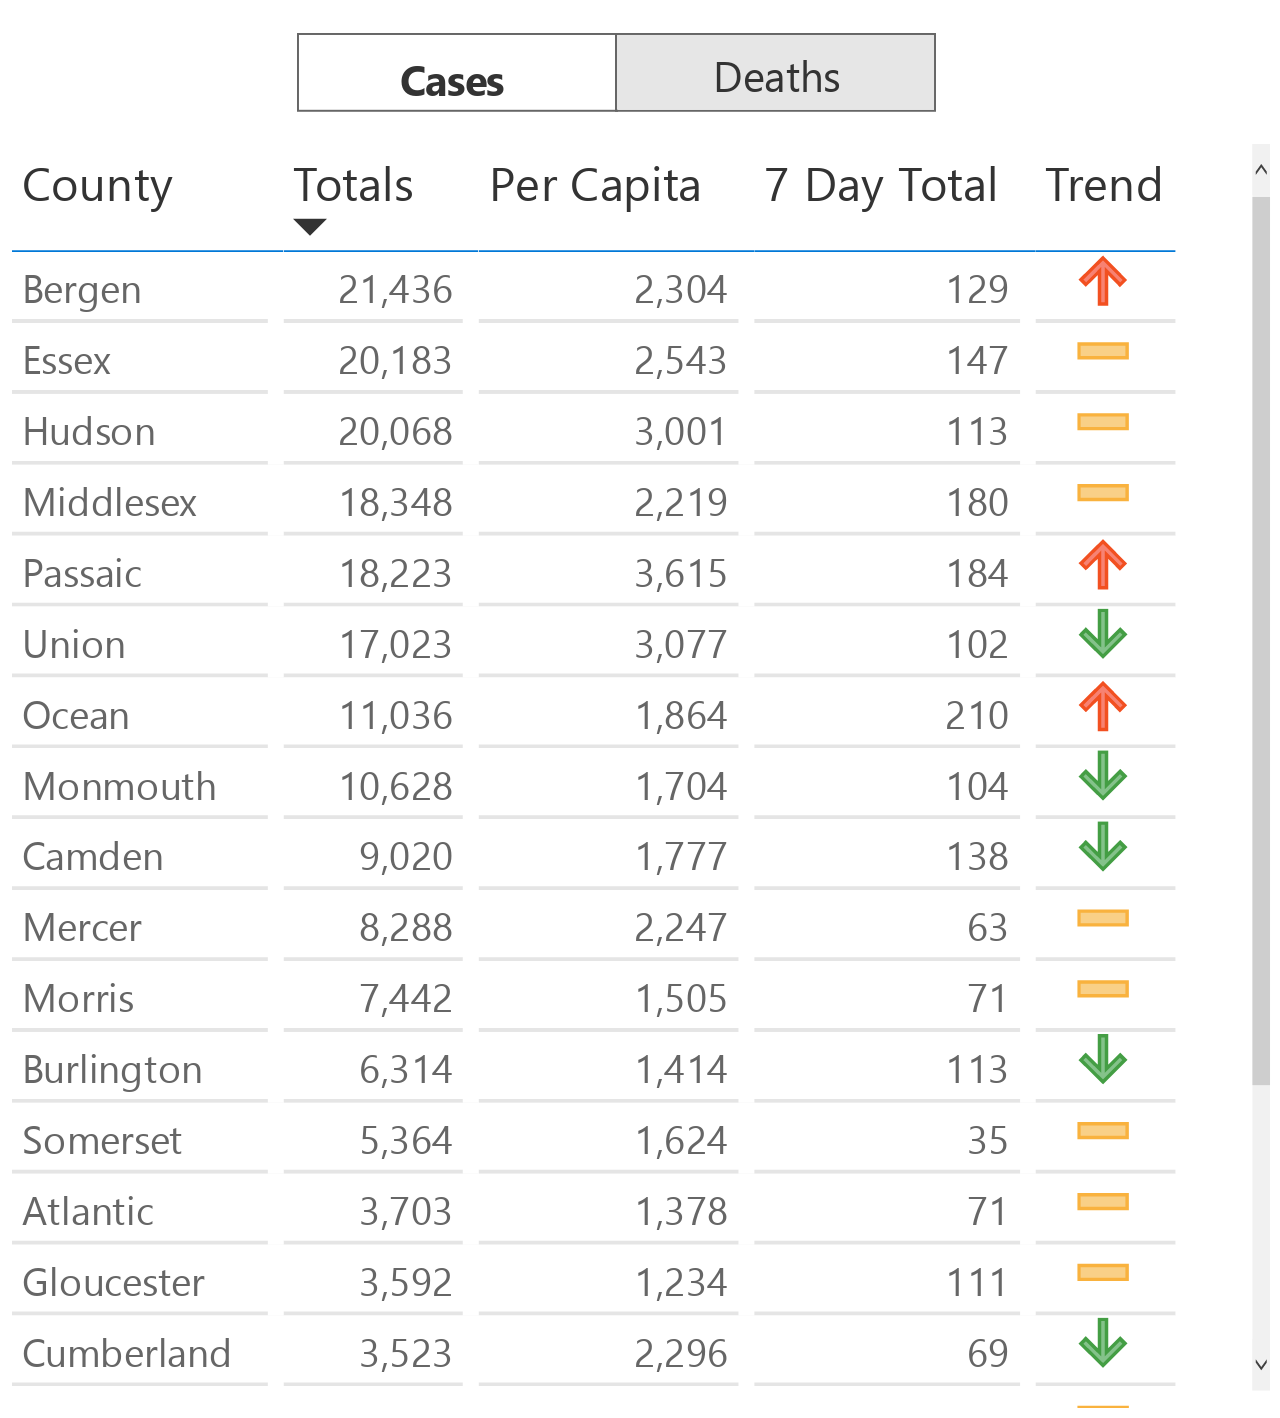 Cases Deaths
County Totals Per Capita 7 Day Total Trend
Bergen 21,436 2,304 129
Essex 20,183 2,543 147
Hudson 20,068 3,001 113
Middlesex 18,348 2,219 180
Passaic 18,223 3,615 184
Union 17,023 3,077 102
Ocean 11,036 1,864 210
Monmouth 10,628 1,704 104
Camden 9,020 1,777 138
Mercer 8,288 2,247 63
Morris 7,442 1,505 71
Burlington 6,314 1,414 113
Somerset 5,364 1,624 35
Atlantic 3,703 1,378 71
Gloucester 3,592 1,234 111
Cumberland 3,523 2,296 69